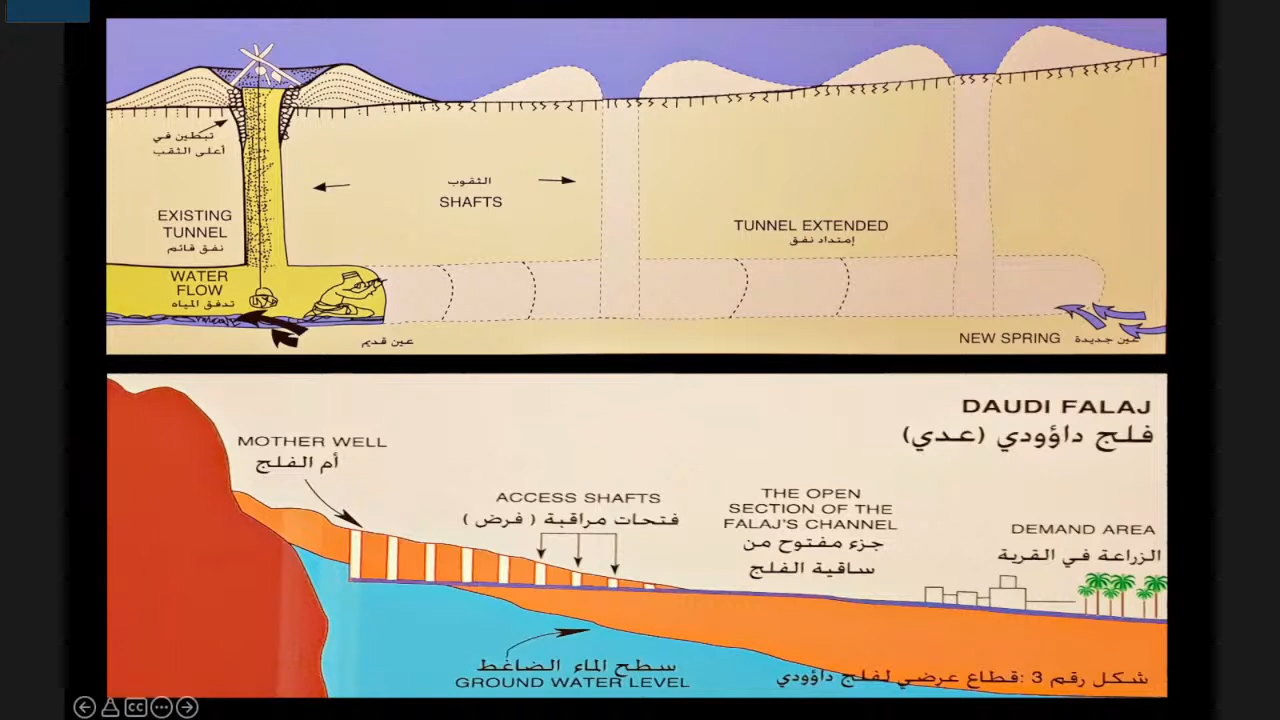 تبطين في
أعلى الثقب
الثقوب
SHAFTS
EXISTING
TUNNEL
نفق قائم
TUNNEL EXTENDED
إمتداد نفق
WATER
FLOW
تدفق المياه
عين قديم
NEW SPRING عين جديدة
DAUDI FALAJ
فلج داؤودي (عدي)
MOTHER WELL
أم الفلج
ACCESS SHAFTS
فتحات مراقبة ( فرض )
THE OPEN
SECTION OF THE
FALAJ'S CHANNEL
جزء مفتوح من
ساقية الفلج
DEMAND AREA
الزراعة في القرية
سطح الماء الضاغط
GROUND WATER LEVEL
شكل رقم 3 :قطاع عرضي لفلج داؤودي
CC